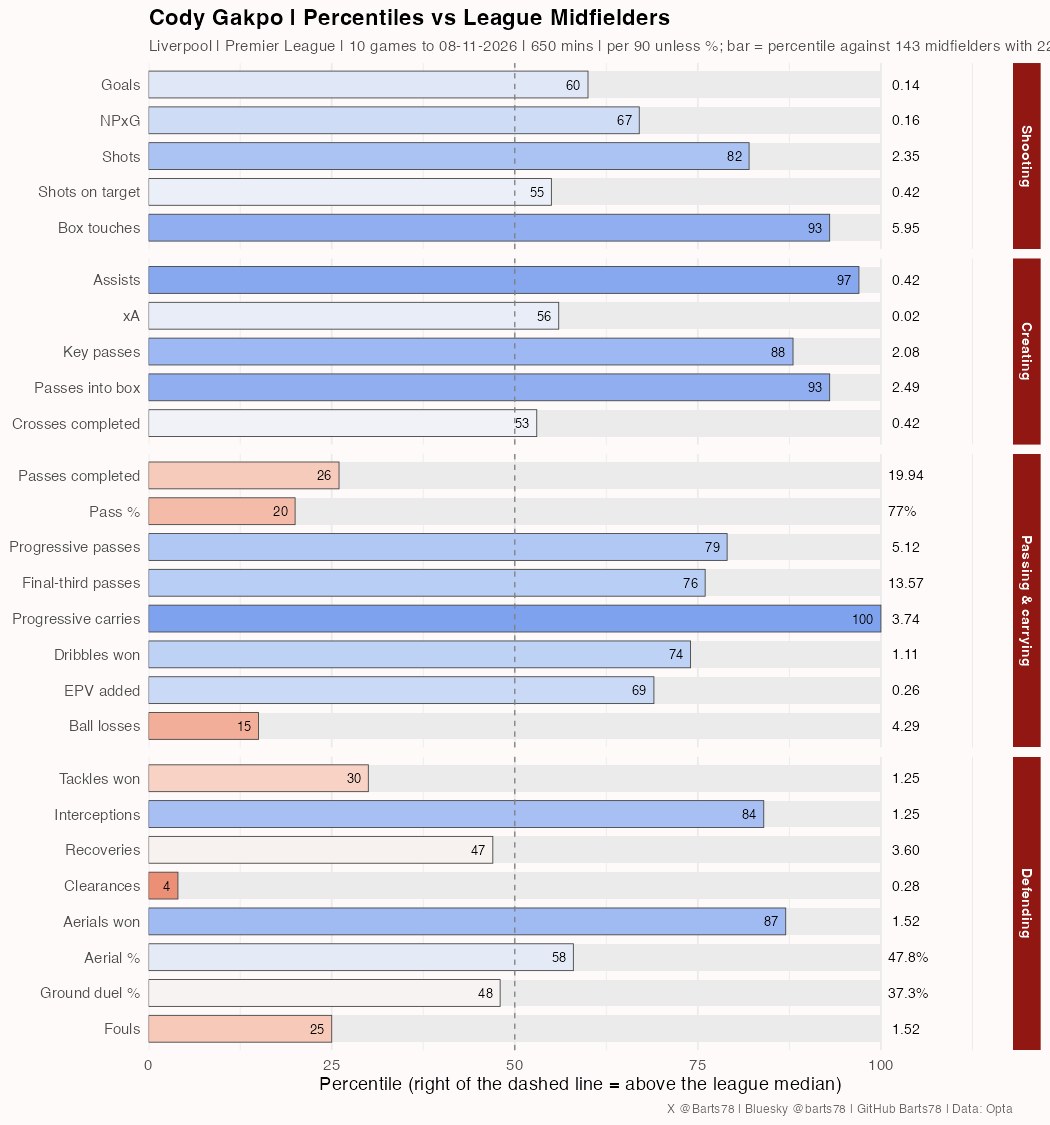 Cody Gakpo | Percentiles vs League Midfielders
Liverpool | Premier League | 10 games to 08-11-2026 | 650 mins | per 90 unless %; bar = percentile against 143 midfielders with 22
Goals 60 0.14
NPxG 67 0.16
Shots 82 2.35
Shots on target 55 0.42
Box touches 93 5.95
Shooting
Assists 97 0.42
xA 56 0.02
Key passes 88 2.08
Passes into box 93 2.49
Crosses completed 53 0.42
Creating
Passes completed 26 19.94
Pass % 20 77%
Progressive passes 79 5.12
Final-third passes 76 13.57
Progressive carries 100 3.74
Dribbles won 74 1.11
EPV added 69 0.26
Ball losses 15 4.29
Passing & carrying
Tackles won 30 1.25
Interceptions 84 1.25
Recoveries 47 3.60
Clearances 4 0.28
Aerials won 87 1.52
Aerial % 58 47.8%
Ground duel % 48 37.3%
Fouls 25 1.52
Defending
0 25 50 75 100
Percentile (right of the dashed line = above the league median)
X @Barts78 | Bluesky @barts78 | GitHub Barts78 | Data: Opta